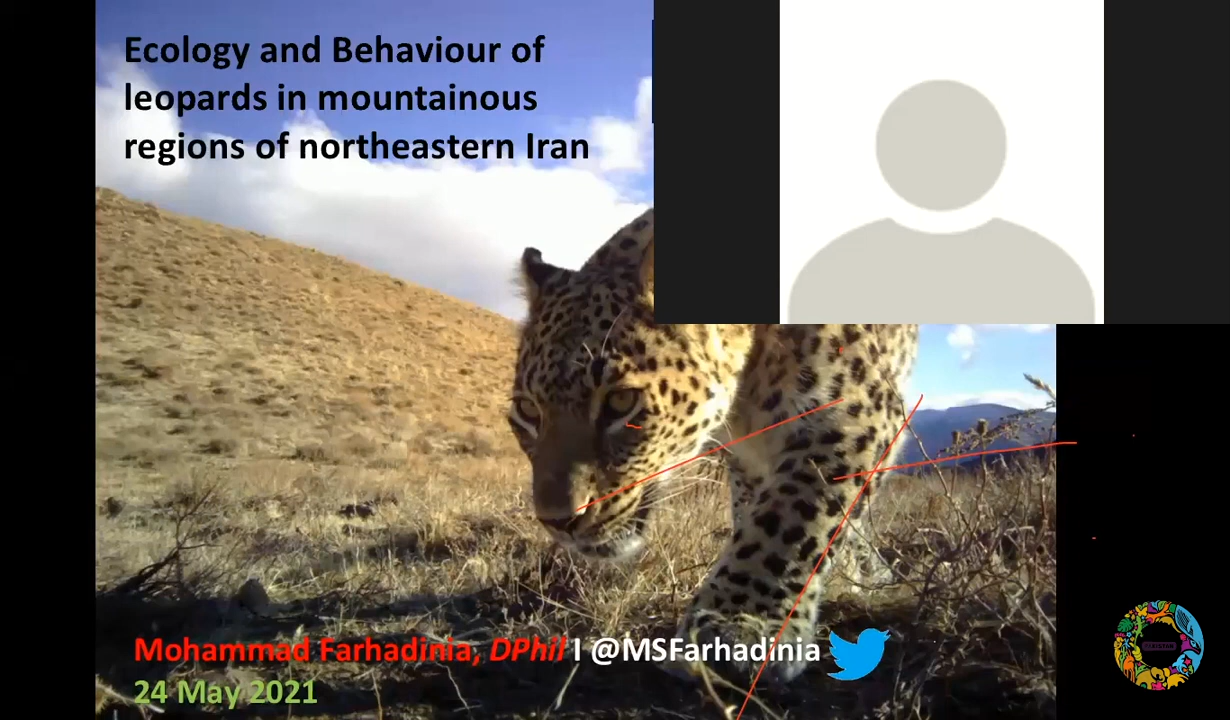 Ecology and Behaviour of
leopards in mountainous
regions of northeastern Iran
Mohammad Farhadinia, DPhil I @MSFarhadinia
24 May 2021